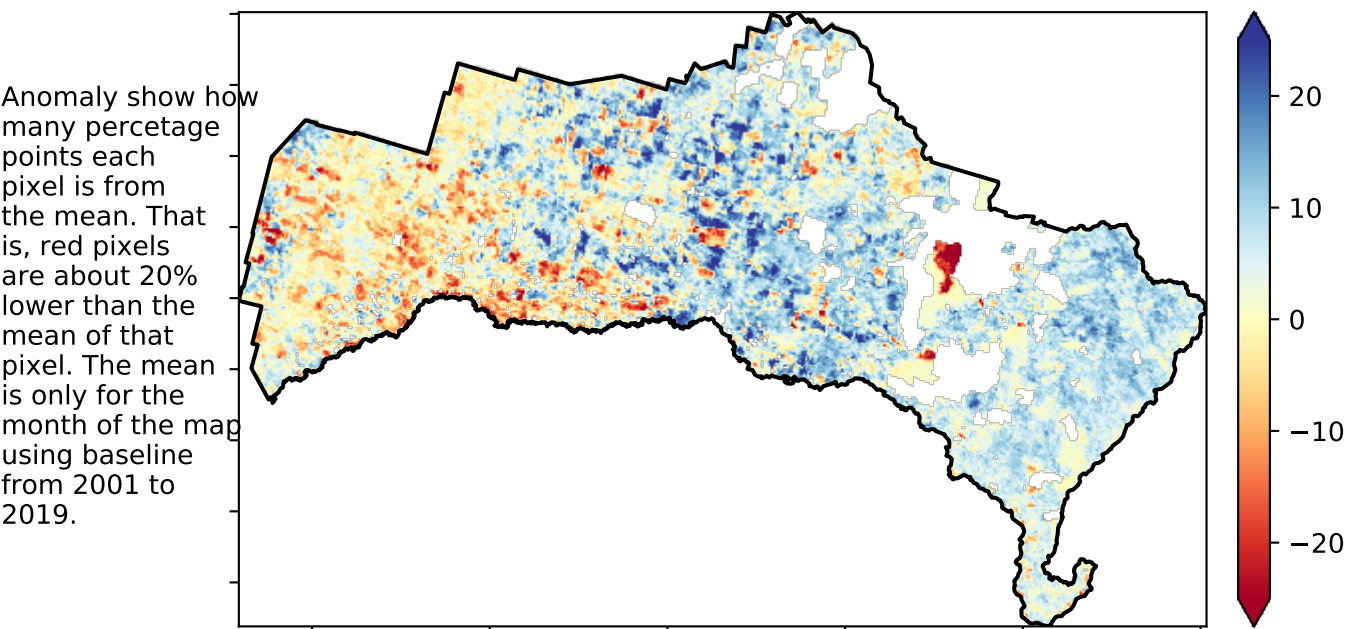 Anomaly show how
many percetage
points each
pixel is from
the mean. That
is, red pixels
are about 20%
lower than the
mean of that
pixel. The mean
is only for the
month of the map
using baseline
from 2001 to
2019.
20
10
0
−10
−20